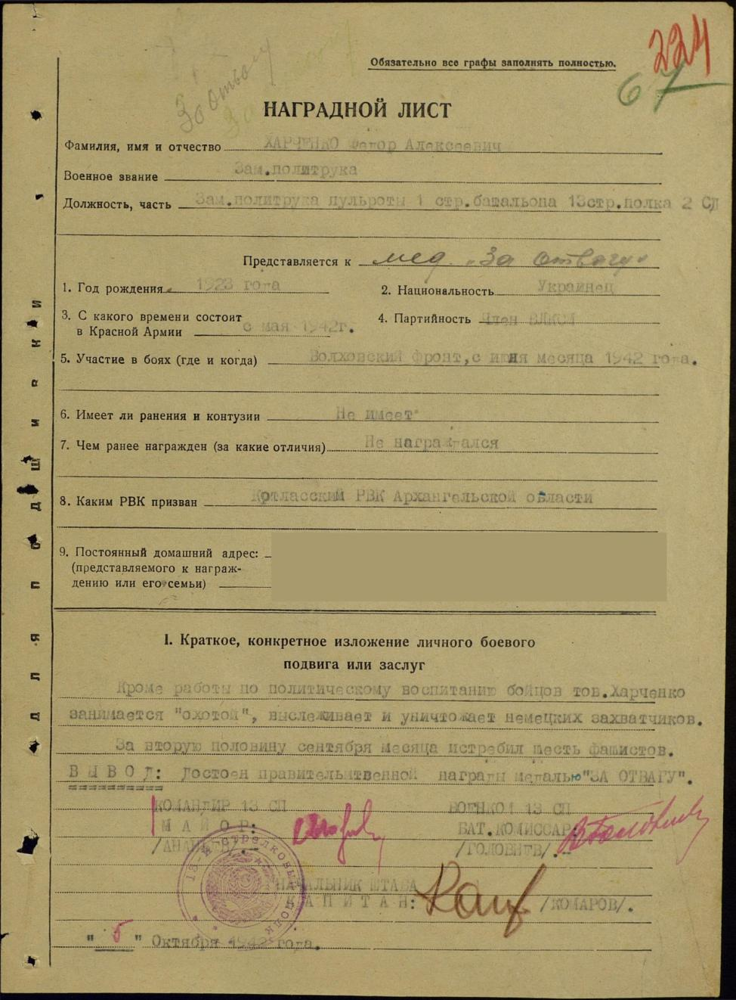 224
67
За отвагу
Обязательно все графы заполнять полностью.
НАГРАДНОЙ ЛИСТ
Фамилия, имя и отчество ХАРЧЕНКО Федор Алексеевич
Военное звание Зам.политрука
Должность, часть Зам.политрука пульроты 1 стр.батальона 13стр.полка 2 СД
Представляется к мед. „За отвагу"
1. Год рождения 1923 года 2. Национальность Украинец
3. С какого времени состоит
в Красной Армии с мая 1942г. 4. Партийность Член ВЛКСМ
5. Участие в боях (где и когда) Волховский фронт,с июня месяца 1942 года.
6. Имеет ли ранения и контузии Не имеет
7. Чем ранее награжден (за какие отличия) Не награждался
8. Каким РВК призван Котласский РВК Архангельской области
9. Постоянный домашний адрес:
(представляемого к награж-
дению или его семьи)
I. Краткое, конкретное изложение личного боевого
подвига или заслуг
Кроме работы по политическому воспитанию бойцов тов.Харченко
занимается "охотой", выслеживает и уничтожает немецких захватчиков.
За вторую половину сентября месяца истребил шесть фашистов.
ВЫВОД: Достоен правительственной награды медалью "ЗА ОТВАГУ".
КОМАНДИР 13 СП ВОЕНКОМ 13 СП
МАЙОР: БАТ.КОМИССАР
/АНАНЬЕВ/.- /ГОЛОВНЕВ/.-
НАЧАЛЬНИК ШТАБА
КАПИТАН: /КОМАРОВ/.
13-й СТРЕЛКОВЫЙ ПОЛК
"5" Октября 1942 года.
ДЛЯ ПОДШИВКИ